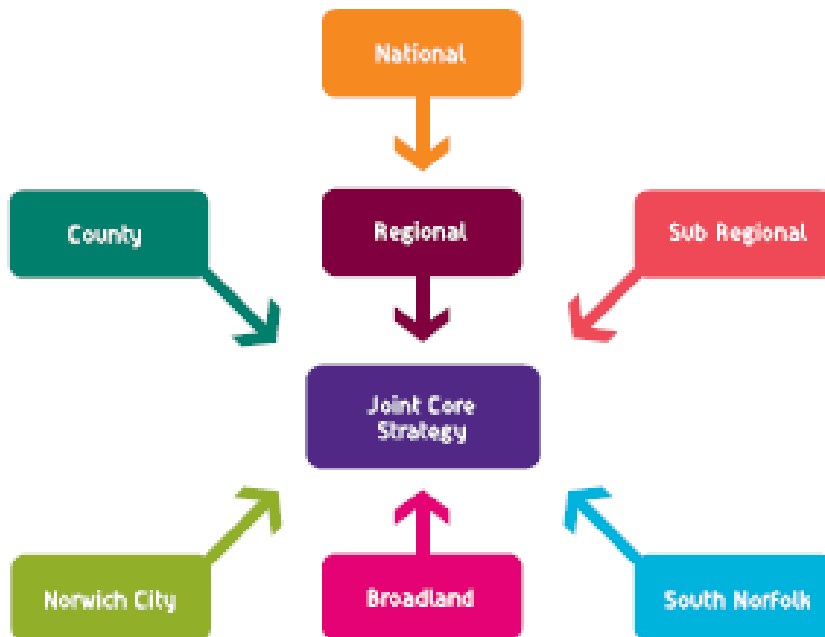 National
County
Regional
Sub Regional
Joint Core
Strategy
Norwich City
Broadland
South Norfolk